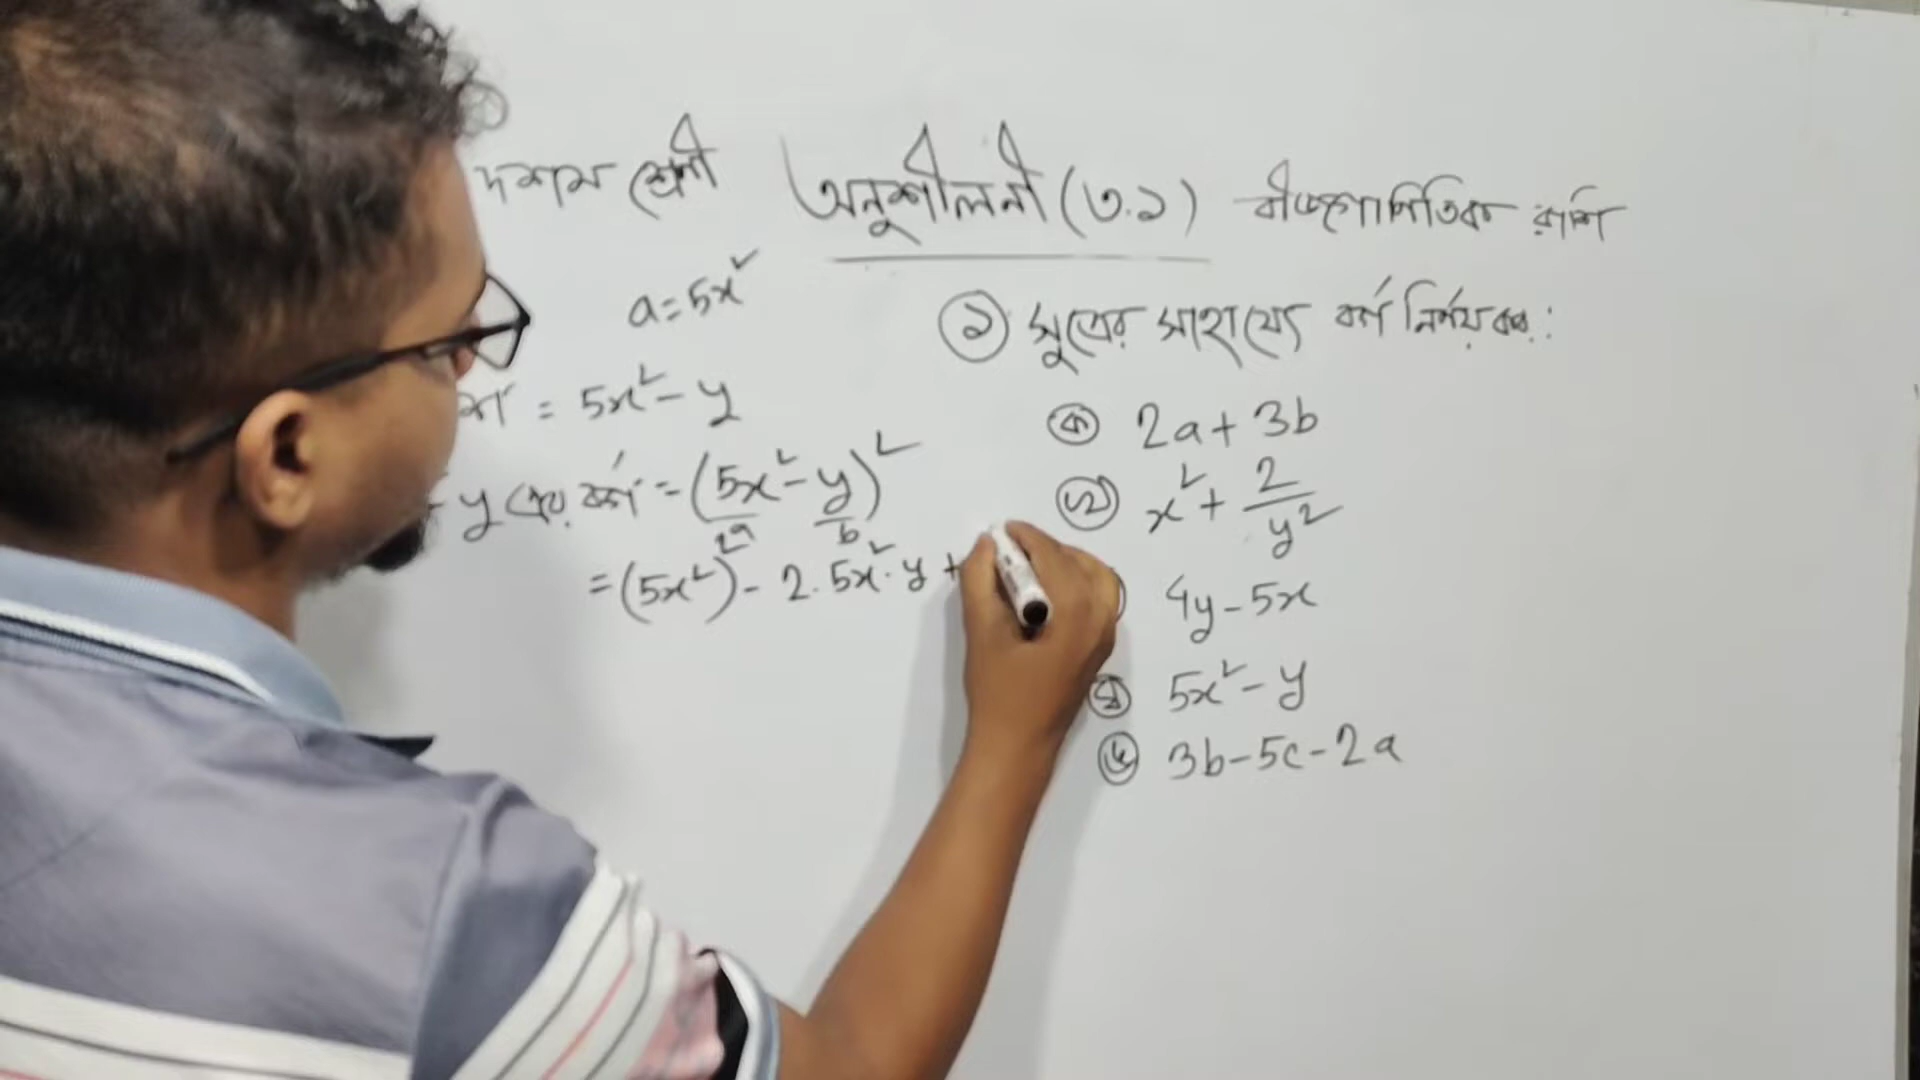 দশম শ্রেণী অনুশীলনী (৩.১) বীজগাণিতিক রাশি
a = 5x²
= 5x² - y
y এর বর্গ = (5x² - y)²
a b
= (5x²)² - 2. 5x². y +
১ সূত্রের সাহায্যে বর্গ নির্ণয় কর :
ক 2a + 3b
খ x² + 2/y²
4y - 5x
ঘ 5x² - y
ঙ 3b - 5c - 2a